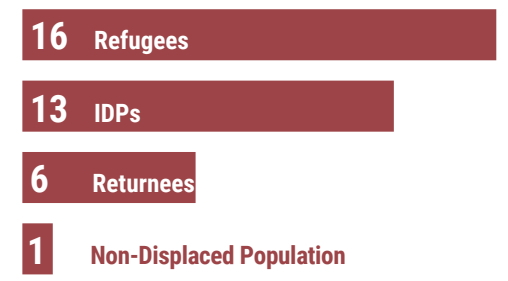 16 Refugees
13 IDPs
6 Returnees
1 Non-Displaced Population